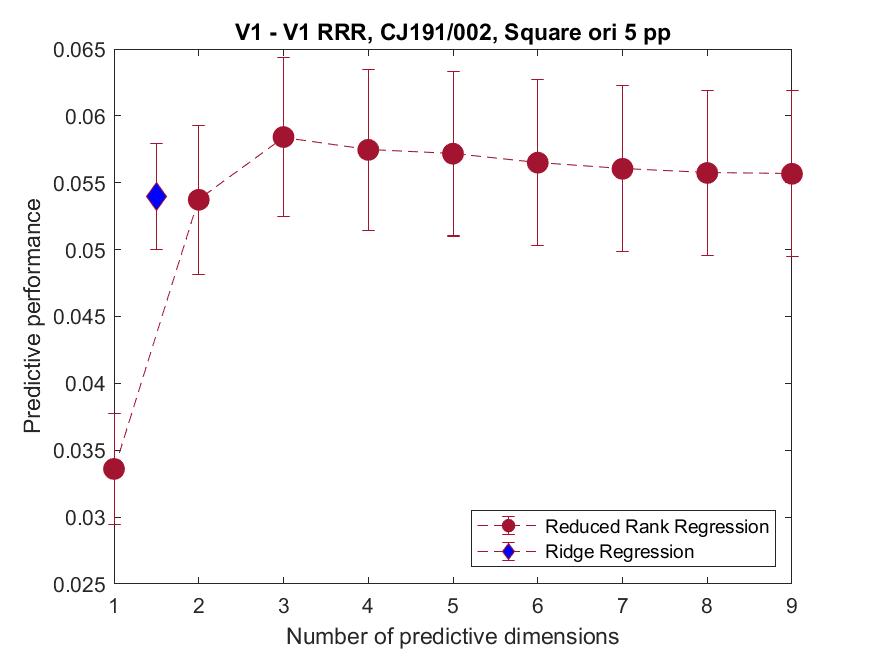 V1 - V1 RRR, CJ191/002, Square ori 5 pp
0.065
0.06
0.055
0.05
0.045
0.04
0.035
0.03
0.025
Predictive performance
1 2 3 4 5 6 7 8 9
Number of predictive dimensions
Reduced Rank Regression
Ridge Regression